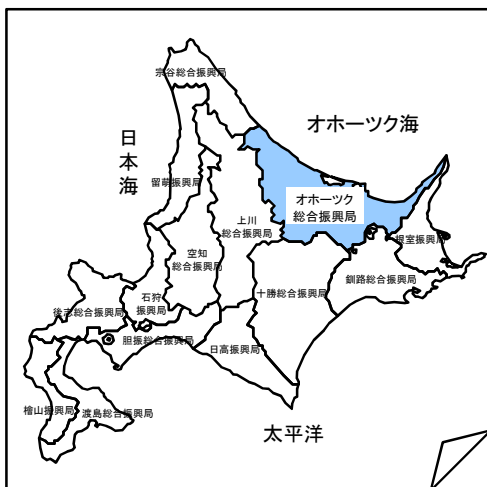 宗谷総合振興局
オホーツク海
日
本
海
留萌振興局
オホーツク
総合振興局
上川
総合振興局
根室振興局
空知
総合振興局
釧路総合振興局
石狩
振興局
十勝総合振興局
後志総合振興局
胆振総合振興局
日高振興局
檜山振興局
渡島総合振興局
太平洋